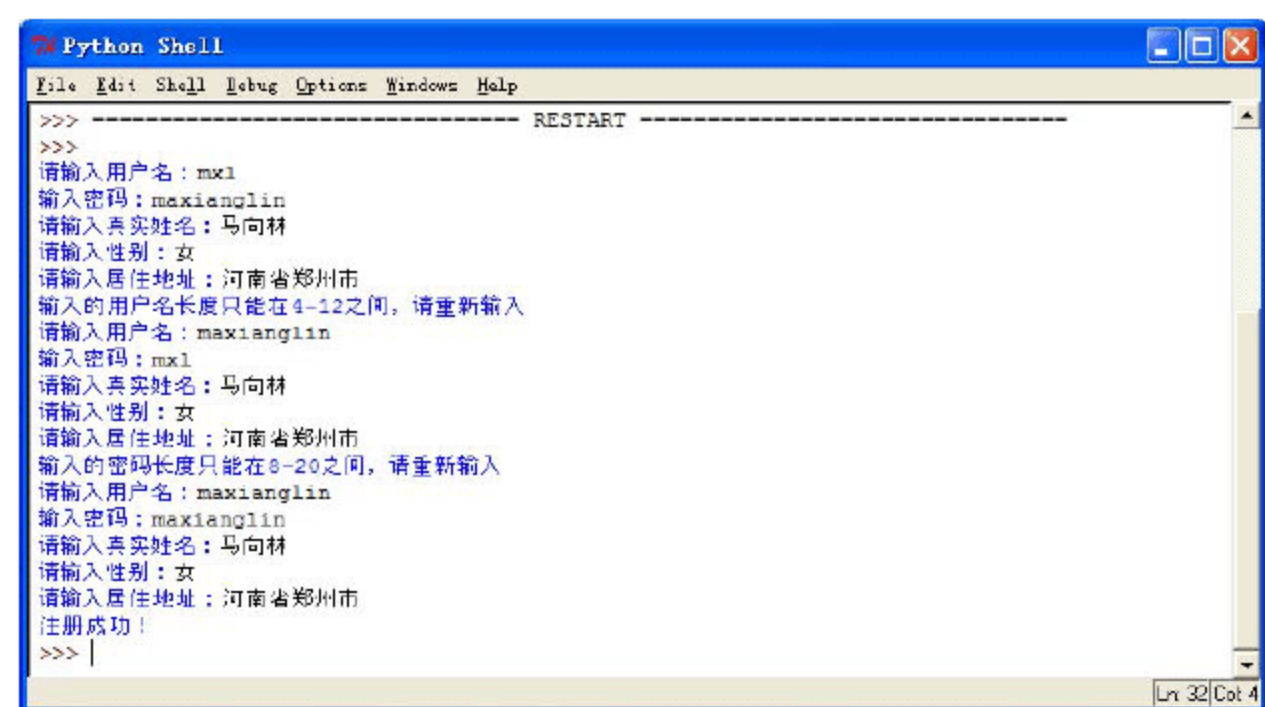 Python Shell
File Edit Shell Debug Options Windows Help
>>> ================================ RESTART ================================
>>>
请输入用户名：mxl
输入密码：maxianglin
请输入真实姓名：马向林
请输入性别：女
请输入居住地址：河南省郑州市
输入的用户名长度只能在4-12之间，请重新输入
请输入用户名：maxianglin
输入密码：mxl
请输入真实姓名：马向林
请输入性别：女
请输入居住地址：河南省郑州市
输入的密码长度只能在8-20之间，请重新输入
请输入用户名：maxianglin
输入密码：maxianglin
请输入真实姓名：马向林
请输入性别：女
请输入居住地址：河南省郑州市
注册成功！
>>>
Ln: 32 Col: 4